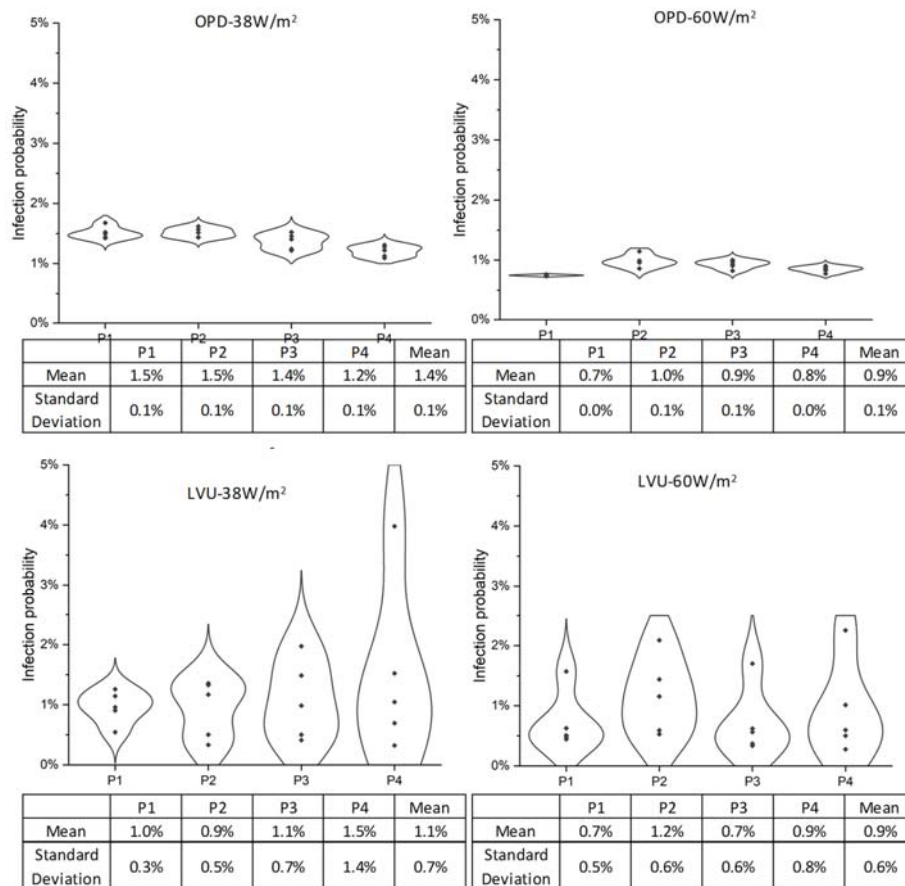 OPD-38W/m²
5%
4%
3%
2%
1%
0%
Infection probability
P1 P2 P3 P4
P1 P2 P3 P4 Mean
Mean 1.5% 1.5% 1.4% 1.2% 1.4%
Standard
Deviation 0.1% 0.1% 0.1% 0.1% 0.1%
OPD-60W/m²
5%
4%
3%
2%
1%
0%
Infection probability
P1 P2 P3 P4
P1 P2 P3 P4 Mean
Mean 0.7% 1.0% 0.9% 0.8% 0.9%
Standard
Deviation 0.0% 0.1% 0.1% 0.0% 0.1%
LVU-38W/m²
5%
4%
3%
2%
1%
0%
Infection probability
P1 P2 P3 P4
P1 P2 P3 P4 Mean
Mean 1.0% 0.9% 1.1% 1.5% 1.1%
Standard
Deviation 0.3% 0.5% 0.7% 1.4% 0.7%
LVU-60W/m²
5%
4%
3%
2%
1%
0%
Infection probability
P1 P2 P3 P4
P1 P2 P3 P4 Mean
Mean 0.7% 1.2% 0.7% 0.9% 0.9%
Standard
Deviation 0.5% 0.6% 0.6% 0.8% 0.6%